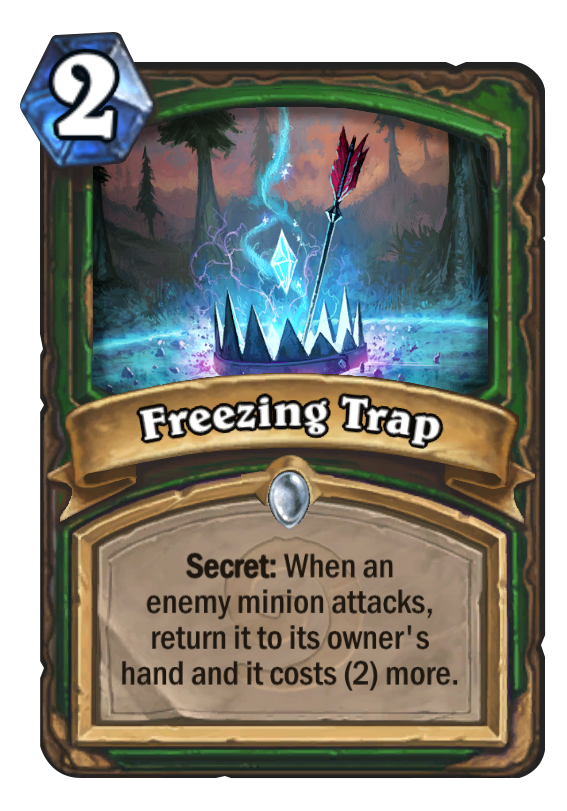 2
Freezing Trap
Secret: When an
enemy minion attacks,
return it to its owner's
hand and it costs (2) more.